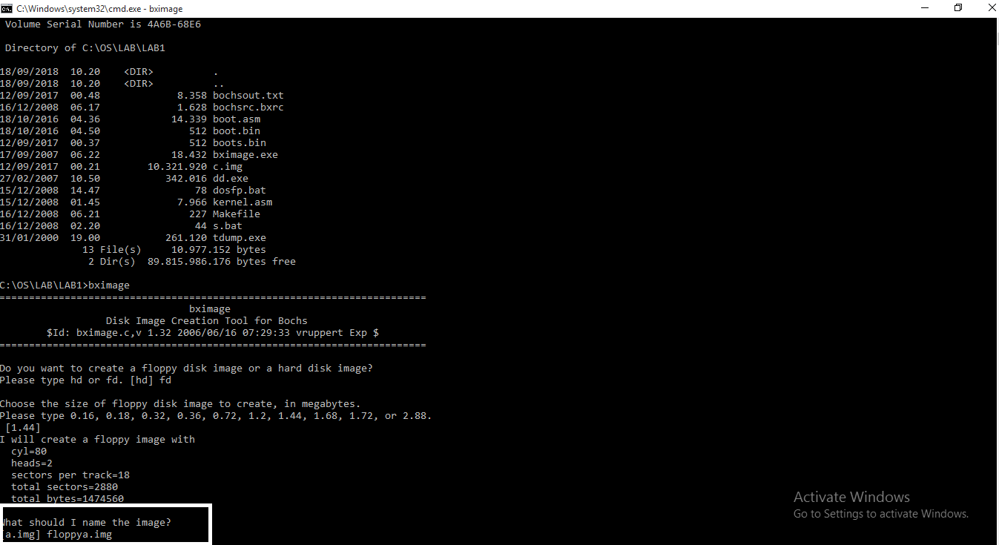 C:\Windows\system32\cmd.exe - bximage
Volume Serial Number is 4A6B-68E6
Directory of C:\OS\LAB\LAB1
18/09/2018  10.20    <DIR>          .
18/09/2018  10.20    <DIR>          ..
12/09/2017  00.48             8.358 bochsout.txt
16/12/2008  06.17             1.628 bochsrc.bxrc
18/10/2016  04.36            14.339 boot.asm
18/10/2016  04.50               512 boot.bin
12/09/2017  00.37               512 boots.bin
17/09/2007  06.22            18.432 bximage.exe
12/09/2017  00.21        10.321.920 c.img
27/02/2007  10.50           342.016 dd.exe
15/12/2008  14.47                78 dosfp.bat
15/12/2008  01.45             7.966 kernel.asm
16/12/2008  06.21               227 Makefile
16/12/2008  02.20                44 s.bat
31/01/2000  19.00           261.120 tdump.exe
13 File(s)     10.977.152 bytes
2 Dir(s)  89.815.986.176 bytes free
C:\OS\LAB\LAB1>bximage
========================================================================
bximage
Disk Image Creation Tool for Bochs
$Id: bximage.c,v 1.32 2006/06/16 07:29:33 vruppert Exp $
========================================================================
Do you want to create a floppy disk image or a hard disk image?
Please type hd or fd. [hd] fd
Choose the size of floppy disk image to create, in megabytes.
Please type 0.16, 0.18, 0.32, 0.36, 0.72, 1.2, 1.44, 1.68, 1.72, or 2.88.
[1.44]
I will create a floppy image with
cyl=80
heads=2
sectors per track=18
total sectors=2880
total bytes=1474560
What should I name the image?
[a.img] floppya.img
Activate Windows
Go to Settings to activate Windows.